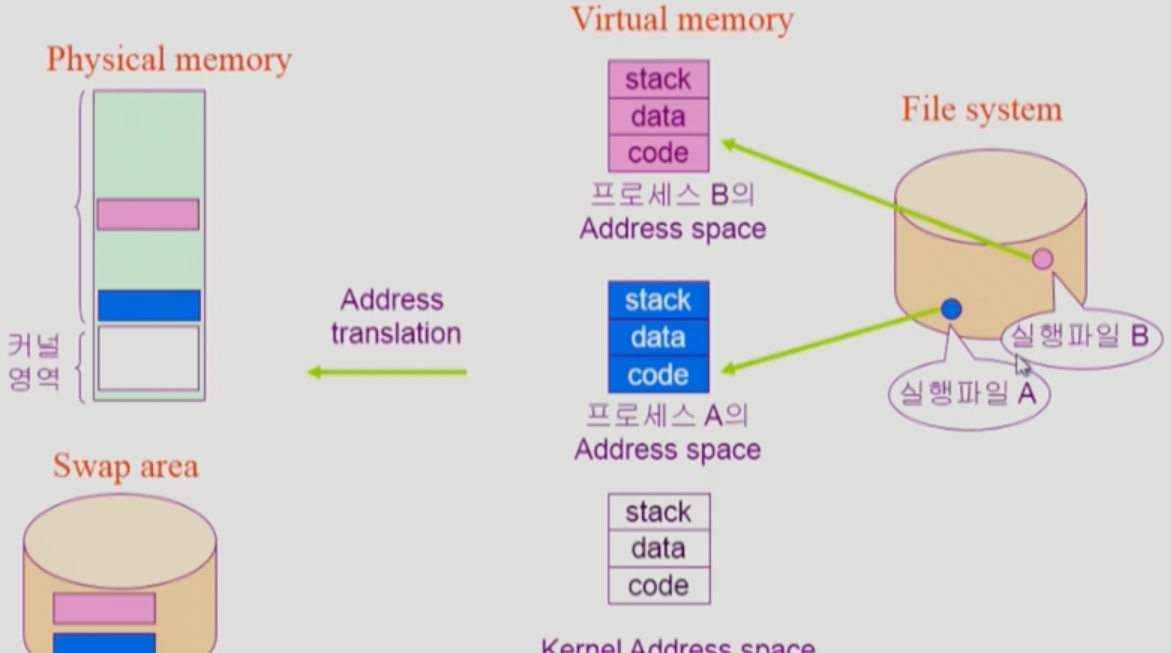 Virtual memory
Physical memory
File system
stack
data
code
프로세스 B의
Address space
커널
영역
Address
translation
stack
data
code
프로세스 A의
Address space
실행파일 B
실행파일 A
Swap area
stack
data
code
Kernel Address space